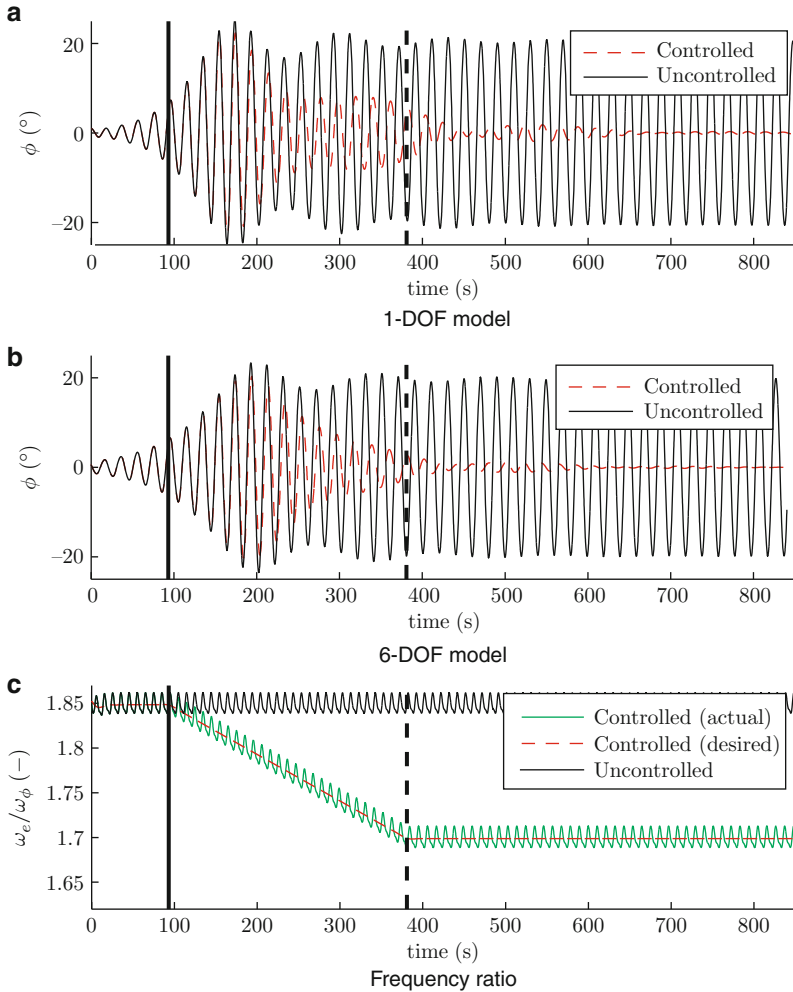 a
20
0
−20
ϕ (°)
Controlled
Uncontrolled
0 100 200 300 400 500 600 700 800
time (s)
1-DOF model
b
20
0
−20
ϕ (°)
Controlled
Uncontrolled
0 100 200 300 400 500 600 700 800
time (s)
6-DOF model
c
1.85
1.8
1.75
1.7
1.65
ωe/ωϕ (−)
Controlled (actual)
Controlled (desired)
Uncontrolled
0 100 200 300 400 500 600 700 800
time (s)
Frequency ratio